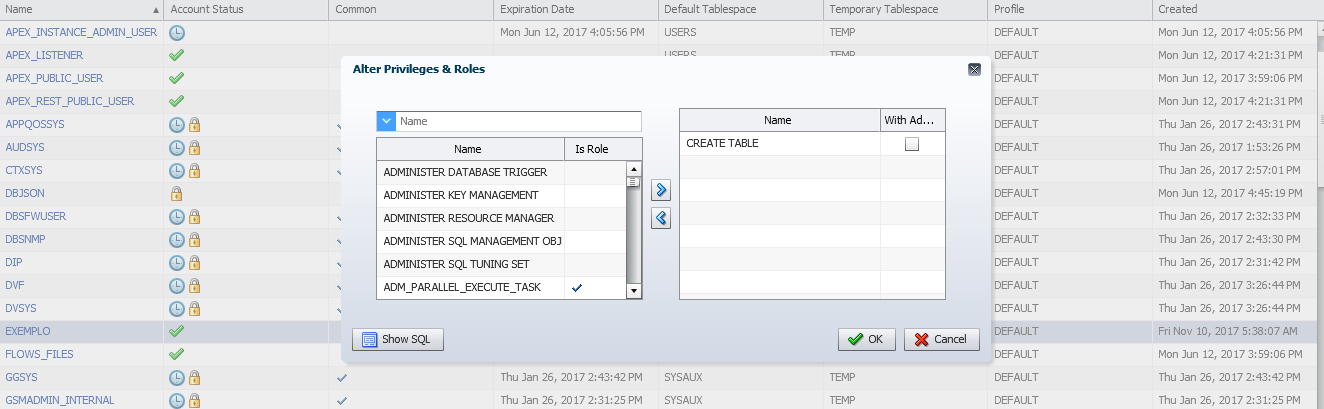 Name Account Status Common Expiration Date Default Tablespace Temporary Tablespace Profile Created
APEX_INSTANCE_ADMIN_USER Mon Jun 12, 2017 4:05:56 PM USERS TEMP DEFAULT Mon Jun 12, 2017 4:05:56 PM
APEX_LISTENER USERS TEMP DEFAULT Mon Jun 12, 2017 4:21:31 PM
APEX_PUBLIC_USER DEFAULT Mon Jun 12, 2017 3:59:06 PM
APEX_REST_PUBLIC_USER DEFAULT Mon Jun 12, 2017 4:21:31 PM
APPQOSSYS DEFAULT Thu Jan 26, 2017 2:43:31 PM
AUDSYS DEFAULT Thu Jan 26, 2017 1:53:26 PM
CTXSYS DEFAULT Thu Jan 26, 2017 2:57:01 PM
DBJSON DEFAULT Mon Jun 12, 2017 4:45:19 PM
DBSFWUSER DEFAULT Thu Jan 26, 2017 2:32:33 PM
DBSNMP DEFAULT Thu Jan 26, 2017 2:43:30 PM
DIP DEFAULT Thu Jan 26, 2017 2:31:42 PM
DVF DEFAULT Thu Jan 26, 2017 3:26:44 PM
DVSYS DEFAULT Thu Jan 26, 2017 3:26:44 PM
EXEMPLO DEFAULT Fri Nov 10, 2017 5:38:07 AM
FLOWS_FILES DEFAULT Mon Jun 12, 2017 3:59:06 PM
GGSYS Thu Jan 26, 2017 2:43:42 PM SYSAUX TEMP DEFAULT Thu Jan 26, 2017 2:43:42 PM
GSMADMIN_INTERNAL Thu Jan 26, 2017 2:31:25 PM SYSAUX TEMP DEFAULT Thu Jan 26, 2017 2:31:25 PM
Alter Privileges & Roles
Name
Name Is Role
ADMINISTER DATABASE TRIGGER
ADMINISTER KEY MANAGEMENT
ADMINISTER RESOURCE MANAGER
ADMINISTER SQL MANAGEMENT OBJ
ADMINISTER SQL TUNING SET
ADM_PARALLEL_EXECUTE_TASK
Name With Ad...
CREATE TABLE
Show SQL OK Cancel